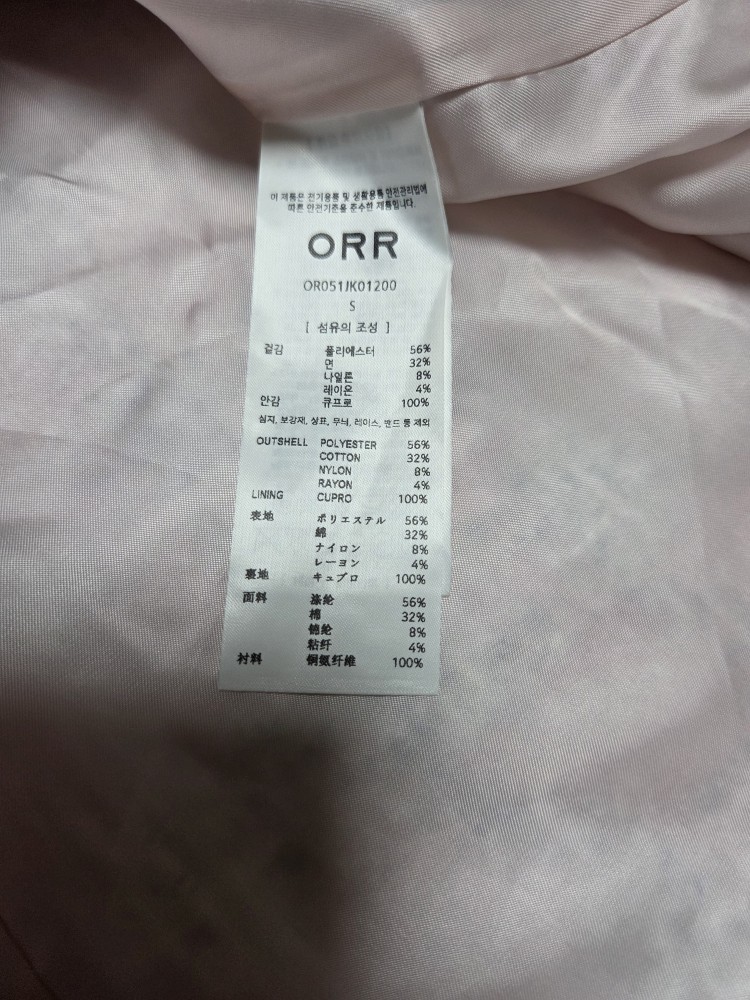 이 제품은 전기용품 및 생활용품 안전관리법에
따른 안전기준을 준수한 제품입니다.
ORR
OR051JK01200
S
[ 섬유의 조성 ]
겉감 폴리에스터 56%
면 32%
나일론 8%
레이온 4%
안감 큐프로 100%
심지, 보강재, 상표, 무늬, 레이스, 밴드 등 제외
OUTSHELL POLYESTER 56%
COTTON 32%
NYLON 8%
RAYON 4%
LINING CUPRO 100%
表地 ポリエステル 56%
綿 32%
ナイロン 8%
レーヨン 4%
裏地 キュプロ 100%
面料 涤纶 56%
棉 32%
锦纶 8%
粘纤 4%
衬料 铜氨纤维 100%